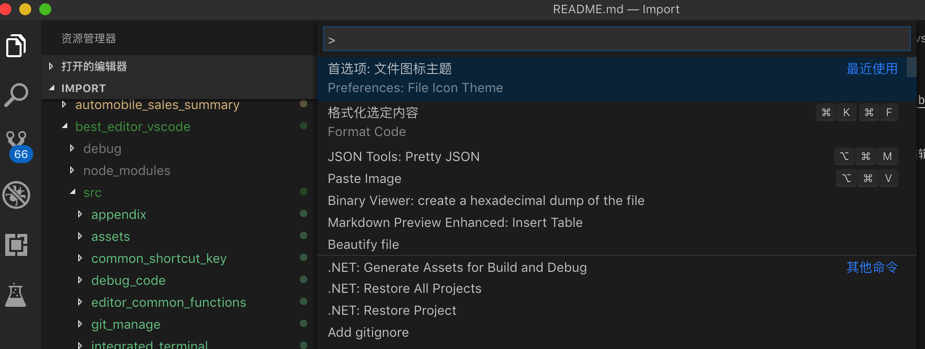 README.md — Import
资源管理器
打开的编辑器
IMPORT
automobile_sales_summary
best_editor_vscode
debug
node_modules
src
appendix
assets
common_shortcut_key
debug_code
editor_common_functions
git_manage
integrated_terminal
66
>
首选项: 文件图标主题 最近使用
Preferences: File Icon Theme
格式化选定内容 ⌘ K ⌘ F
Format Code
JSON Tools: Pretty JSON ⌥ ⌘ M
Paste Image ⌥ ⌘ V
Binary Viewer: create a hexadecimal dump of the file
Markdown Preview Enhanced: Insert Table
Beautify file
.NET: Generate Assets for Build and Debug 其他命令
.NET: Restore All Projects
.NET: Restore Project
Add gitignore